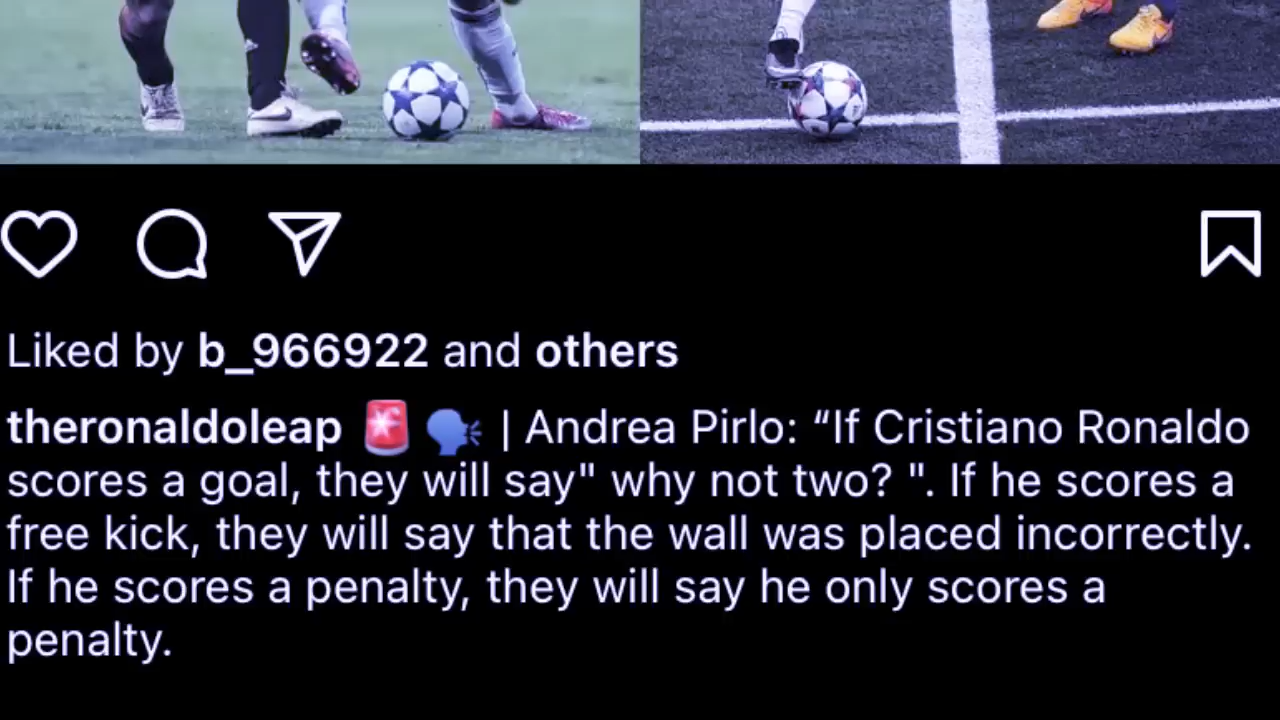 Liked by b_966922 and others
theronaldoleap 🚨 🗣️ | Andrea Pirlo: “If Cristiano Ronaldo
scores a goal, they will say" why not two? ". If he scores a
free kick, they will say that the wall was placed incorrectly.
If he scores a penalty, they will say he only scores a
penalty.